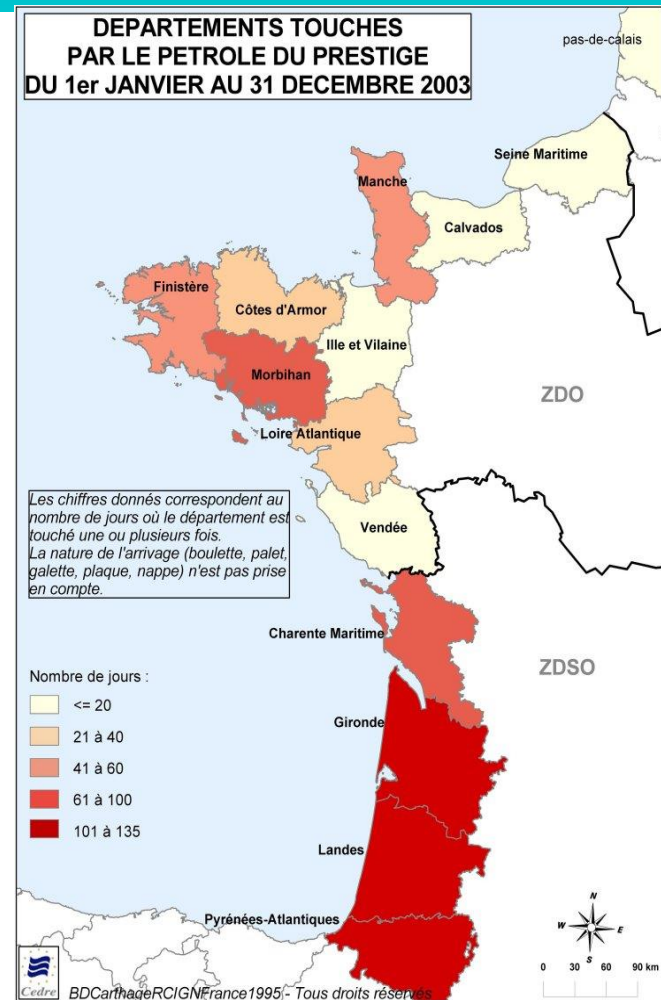 DEPARTEMENTS TOUCHES
PAR LE PETROLE DU PRESTIGE
DU 1er JANVIER AU 31 DECEMBRE 2003
pas-de-calais
Seine Maritime
Manche
Calvados
Finistère
Côtes d'Armor
Ille et Vilaine
Morbihan
ZDO
Loire Atlantique
Les chiffres donnés correspondent au
nombre de jours où le département est
touché une ou plusieurs fois.
La nature de l'arrivage (boulette, palet,
galette, plaque, nappe) n'est pas prise
en compte.
Vendée
Charente Maritime
ZDSO
Nombre de jours :
<= 20
21 à 40
41 à 60
61 à 100
101 à 135
Gironde
Landes
Pyrénées-Atlantiques
N
W E
S
0 30 60 90 km
Cedre
BDCarthageRCIGNFrance1995 - Tous droits réservés